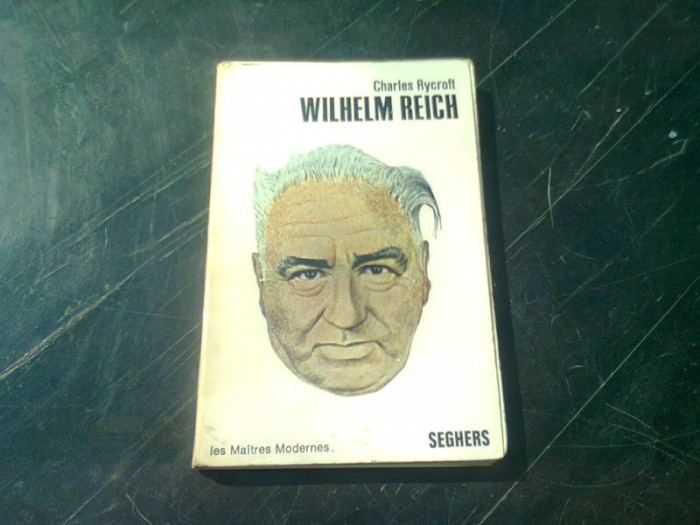 Charles Rycroft
WILHELM REICH
les Maîtres Modernes.
SEGHERS